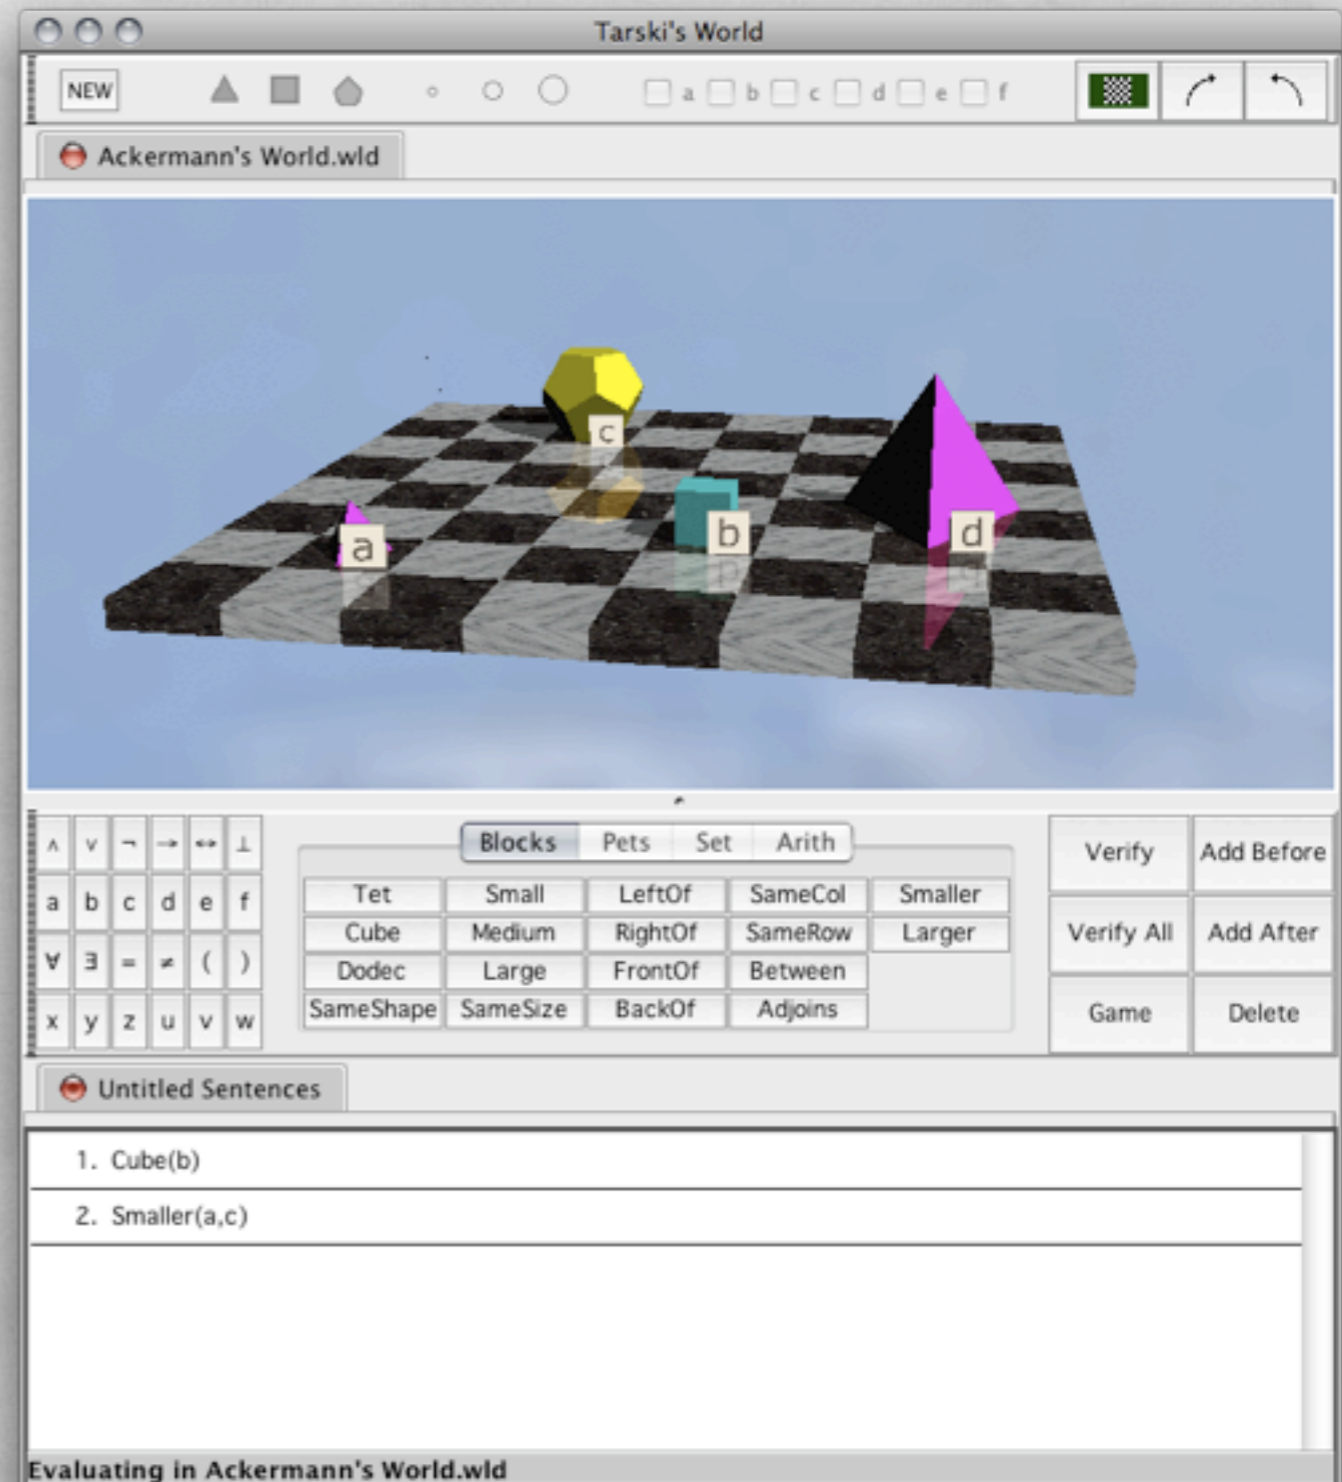 Tarski's World
NEW a b c d e f
Ackermann's World.wld
c
a b d
∧ ∨ ¬ → ↔ ⊥
a b c d e f
∀ ∃ = ≠ ( )
x y z u v w
Blocks Pets Set Arith
Tet Small LeftOf SameCol Smaller
Cube Medium RightOf SameRow Larger
Dodec Large FrontOf Between
SameShape SameSize BackOf Adjoins
Verify Add Before
Verify All Add After
Game Delete
Untitled Sentences
1. Cube(b)
2. Smaller(a,c)
Evaluating in Ackermann's World.wld